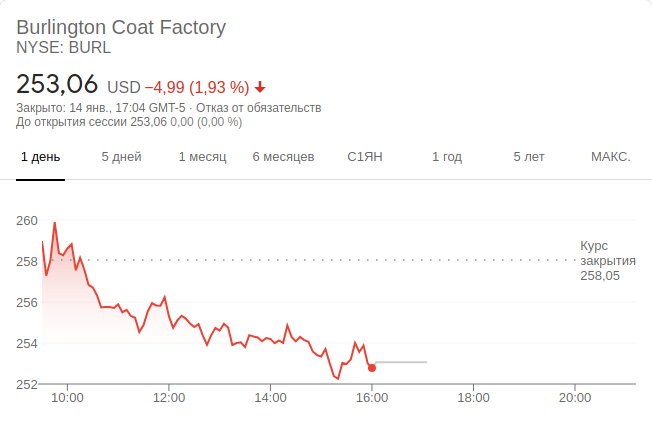 Burlington Coat Factory
NYSE: BURL
253,06 USD −4,99 (1,93 %)
Закрыто: 14 янв., 17:04 GMT-5 · Отказ от обязательств
До открытия сессии 253,06 0,00 (0,00 %)
1 день 5 дней 1 месяц 6 месяцев С1ЯН 1 год 5 лет МАКС.
260
258
256
254
252
Курс
закрытия
258,05
10:00 12:00 14:00 16:00 18:00 20:00